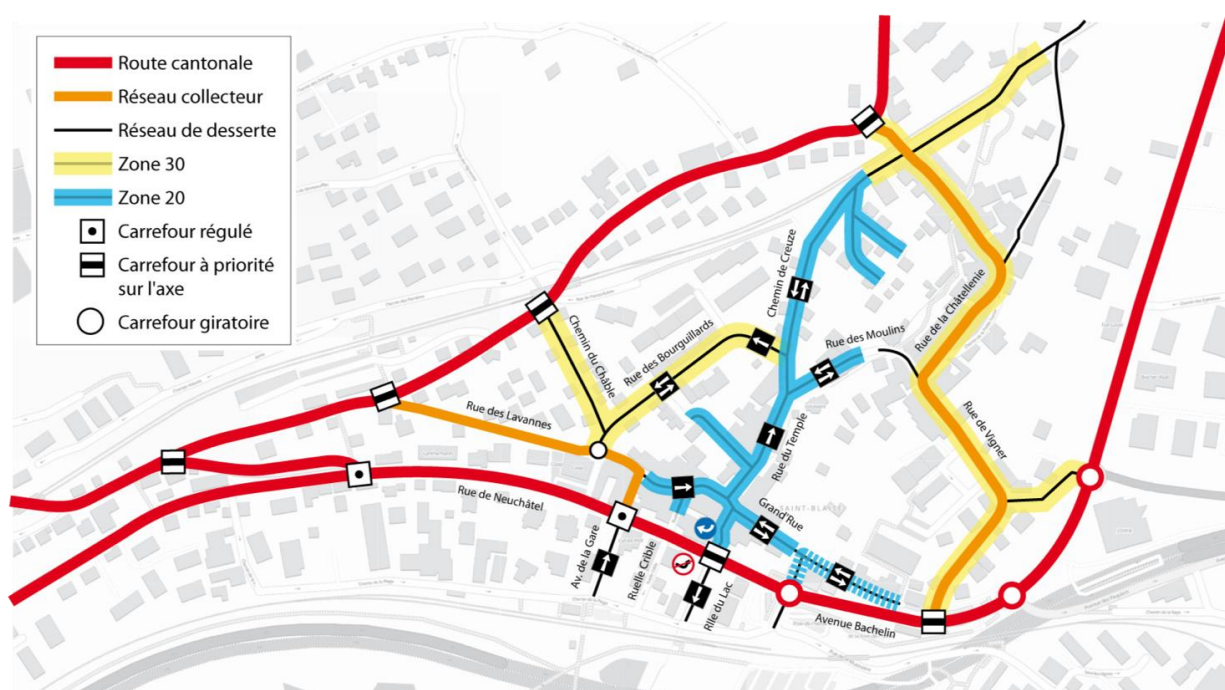 Route cantonale
Réseau collecteur
Réseau de desserte
Zone 30
Zone 20
Carrefour régulé
Carrefour à priorité
sur l'axe
Carrefour giratoire
Chemin de Creuze
Rue des Moulins
Rue de la Châtellenie
Chemin du Châble
Rue des Bourguillards
Rue des Lavannes
Rue du Temple
Rue de Vigner
Rue de Neuchâtel
Grand'Rue
SAINT-BLAISE
Av. de la Gare
Ruelle Crible
Rlle du Lac
Avenue Bachelin